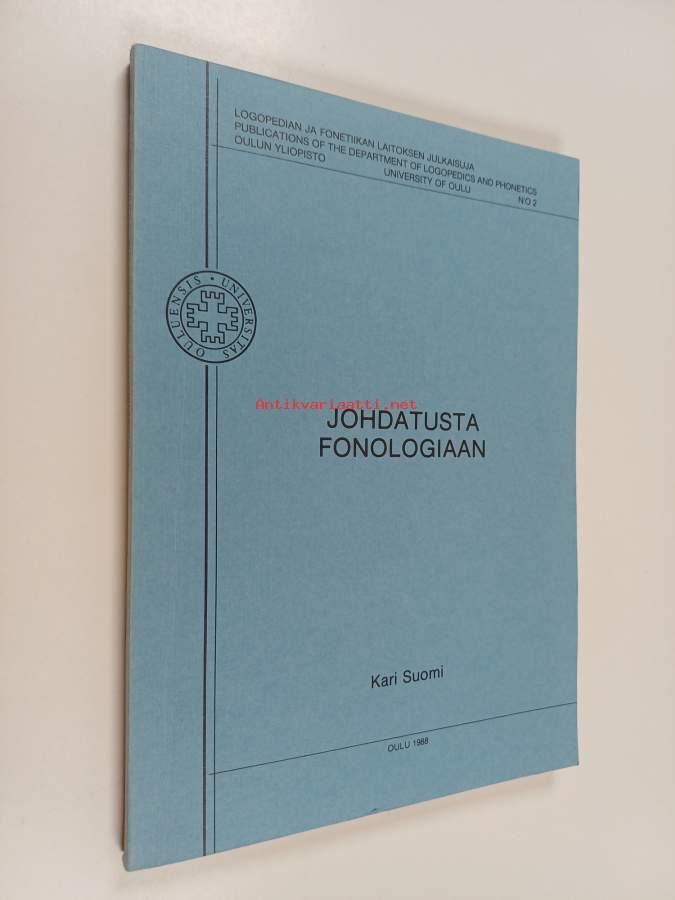 LOGOPEDIAN JA FONETIIKAN LAITOKSEN JULKAISUJA
PUBLICATIONS OF THE DEPARTMENT OF LOGOPEDICS AND PHONETICS
OULUN YLIOPISTO UNIVERSITY OF OULU N:O 2
UNIVERSITAS · OULUENSIS
Antikvariaatti.net
JOHDATUSTA
FONOLOGIAAN
Kari Suomi
OULU 1988